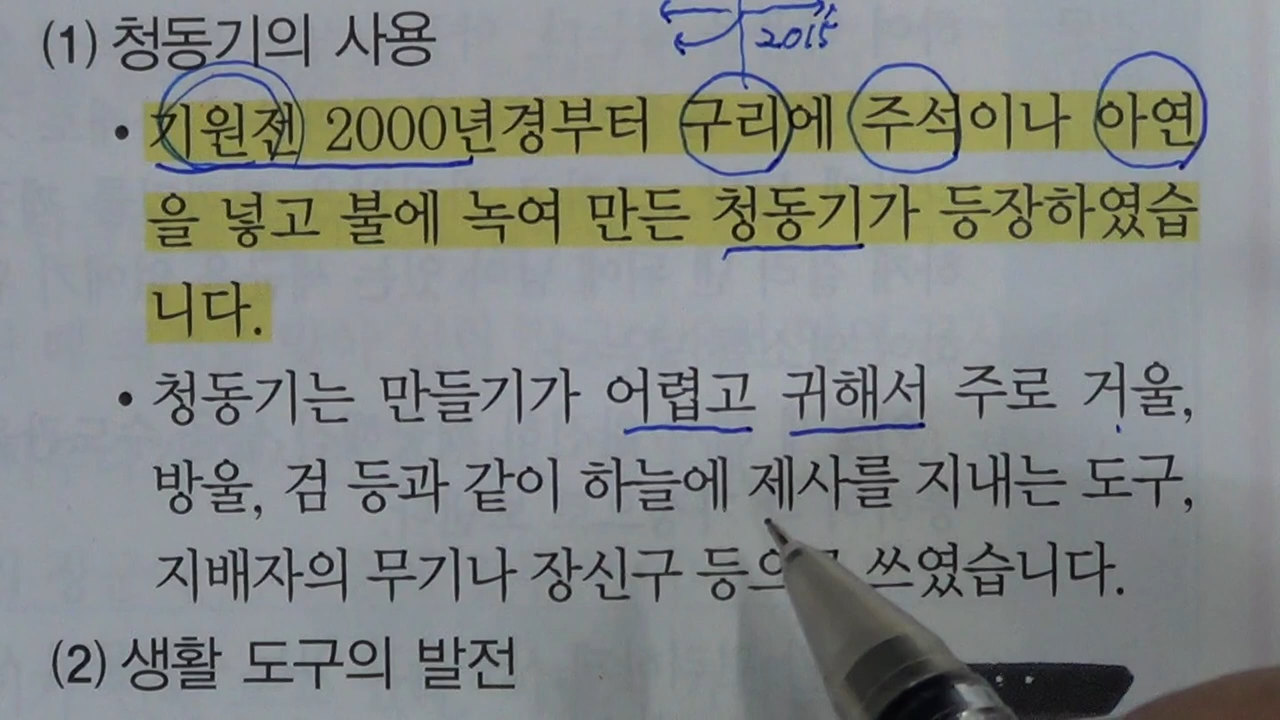 (1) 청동기의 사용
2015
• 기원전 2000년경부터 구리에 주석이나 아연
을 넣고 불에 녹여 만든 청동기가 등장하였습
니다.
• 청동기는 만들기가 어렵고 귀해서 주로 거울,
방울, 검 등과 같이 하늘에 제사를 지내는 도구,
지배자의 무기나 장신구 등으로 쓰였습니다.
(2) 생활 도구의 발전